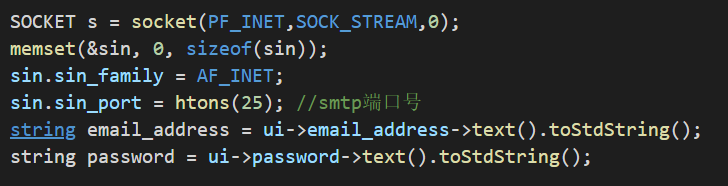 SOCKET s = socket(PF_INET,SOCK_STREAM,0);
memset(&sin, 0, sizeof(sin));
sin.sin_family = AF_INET;
sin.sin_port = htons(25); //smtp端口号
string email_address = ui->email_address->text().toStdString();
string password = ui->password->text().toStdString();